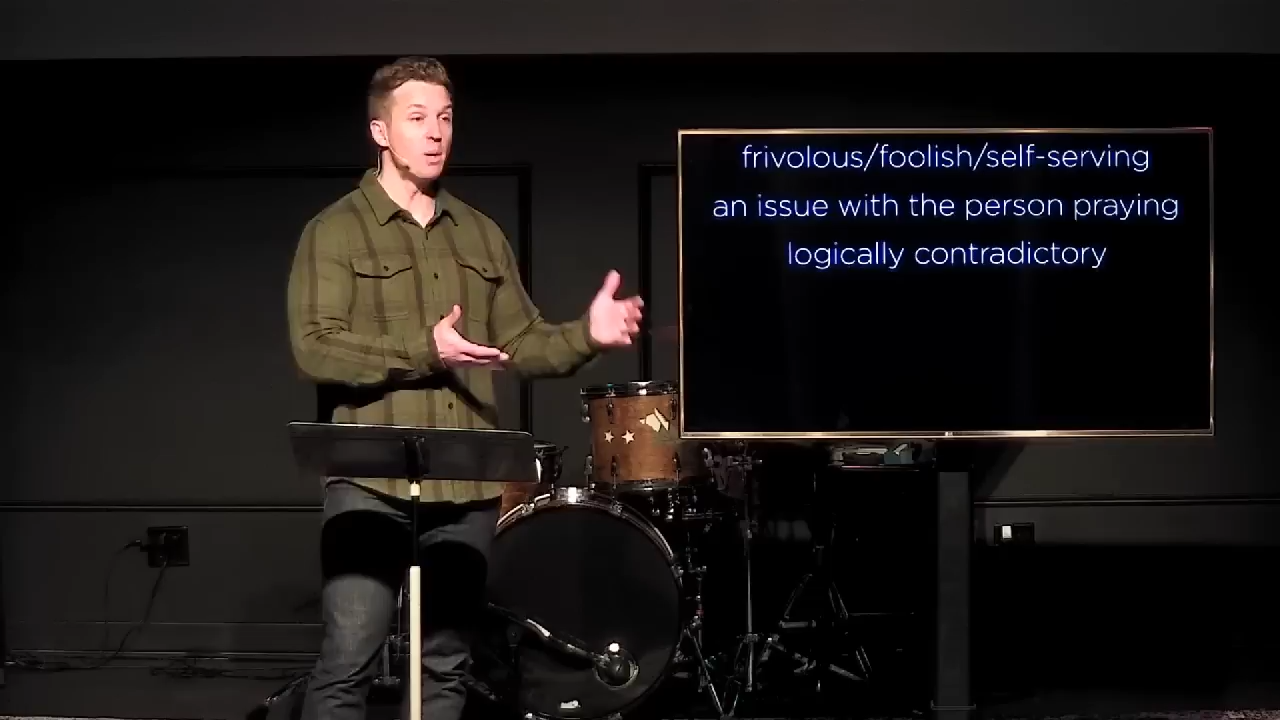 frivolous/foolish/self-serving
an issue with the person praying
logically contradictory